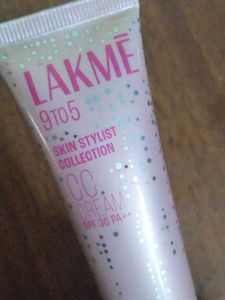 LAKMĒ
9TO5
SKIN STYLIST
COLLECTION
CC
CREAM
SPF 30 PA++